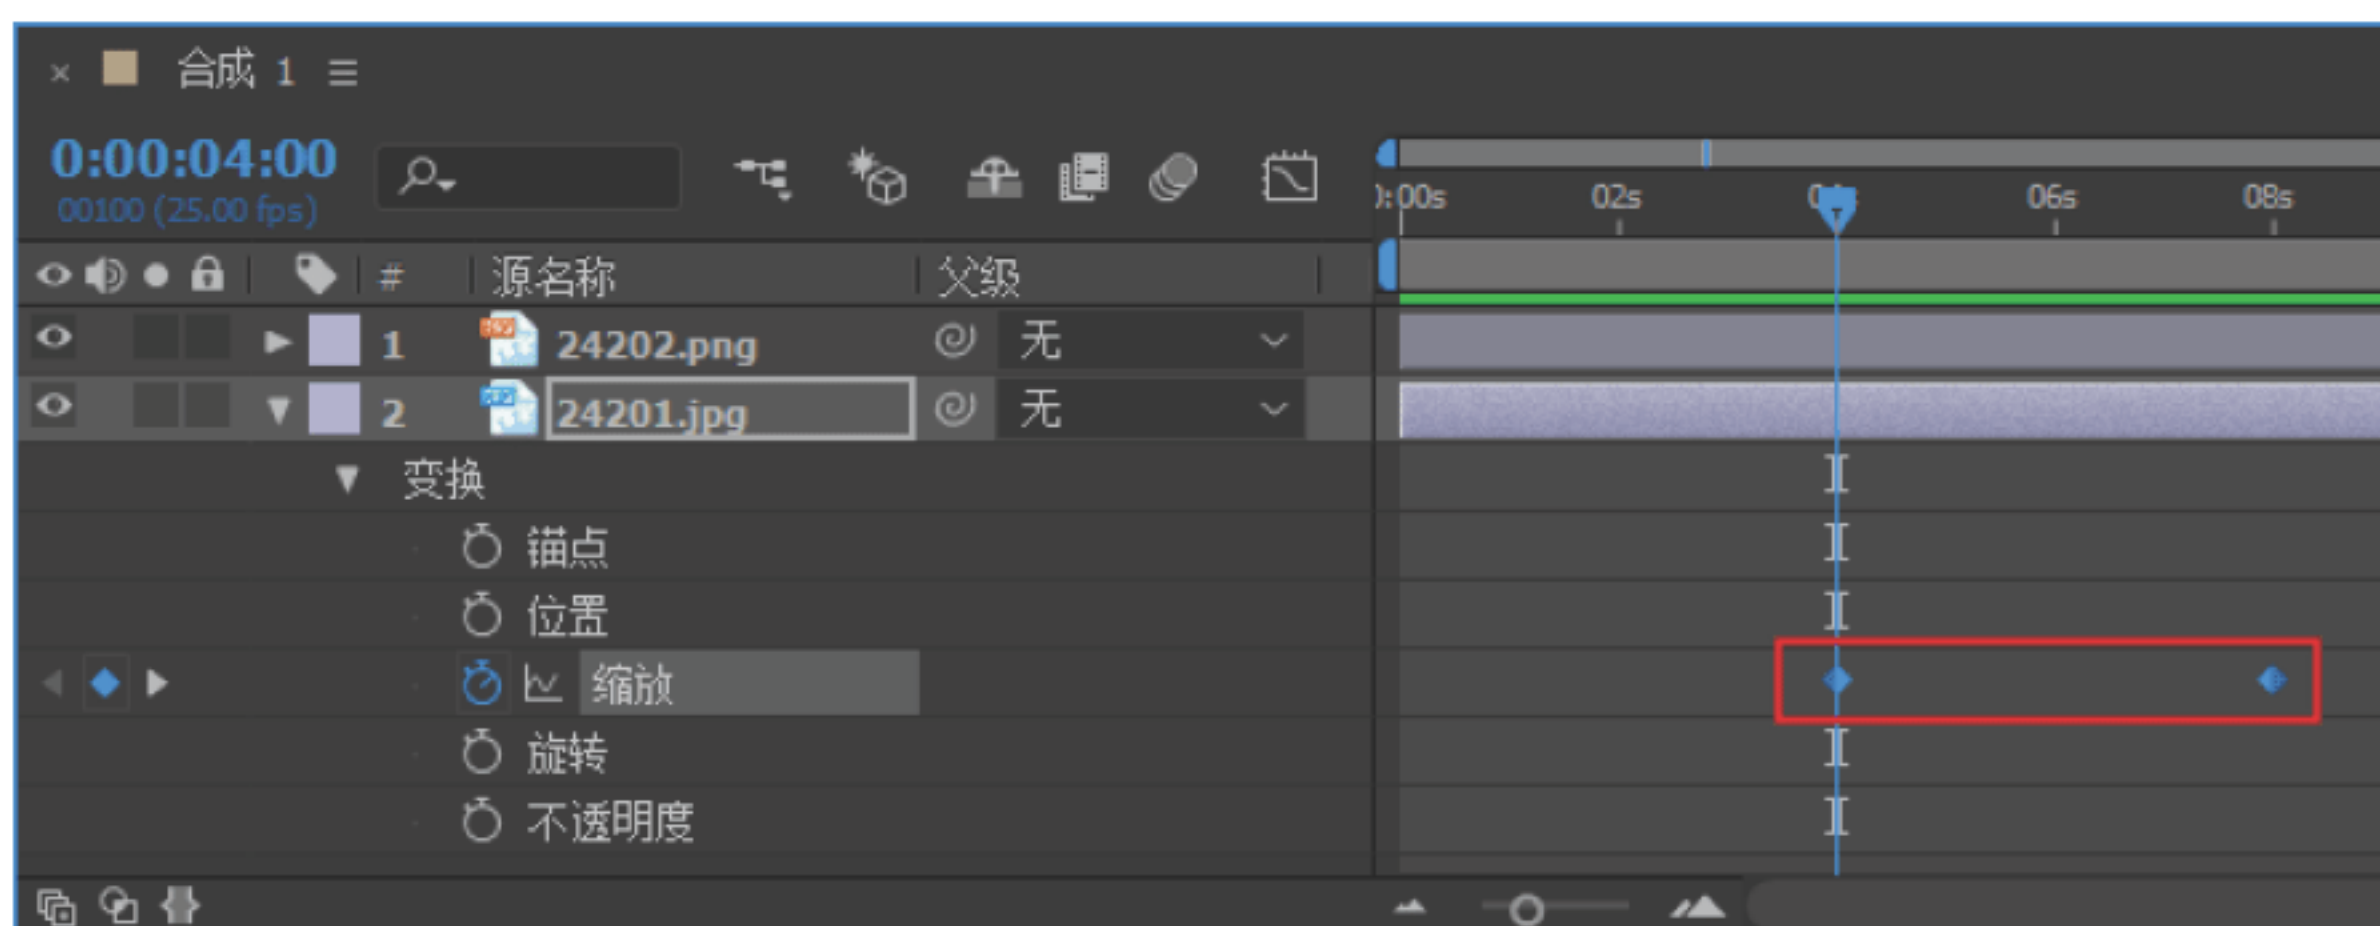 合成 1
0:00:04:00
00100 (25.00 fps)
0:00s 02s 06s 08s
# 源名称 父级
1 24202.png 无
2 24201.jpg 无
变换
锚点
位置
缩放
旋转
不透明度